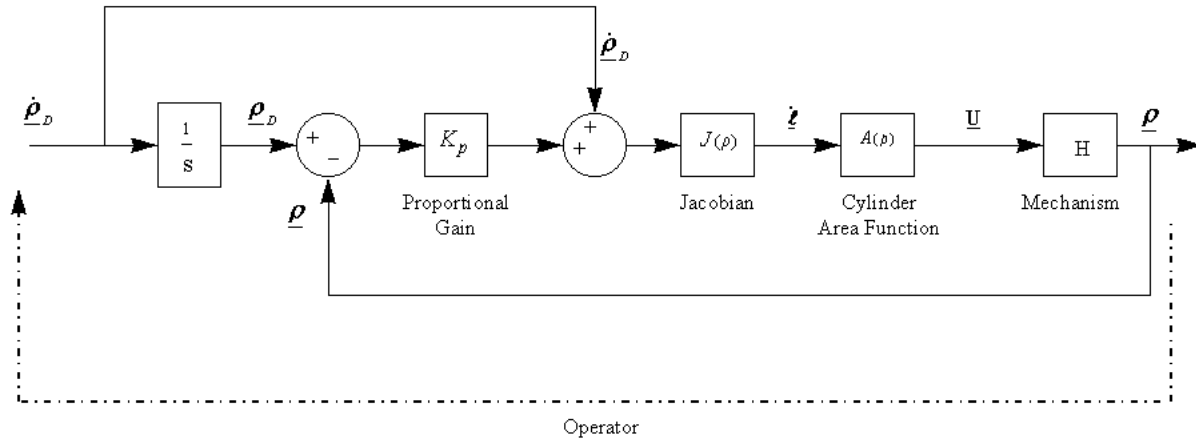 ρ̇_D
1/s
ρ_D
+
−
ρ
K_p
Proportional
Gain
ρ̇_D
+
+
J(ρ)
Jacobian
ℓ̇
A(ρ)
Cylinder
Area Function
U
H
Mechanism
ρ
Operator